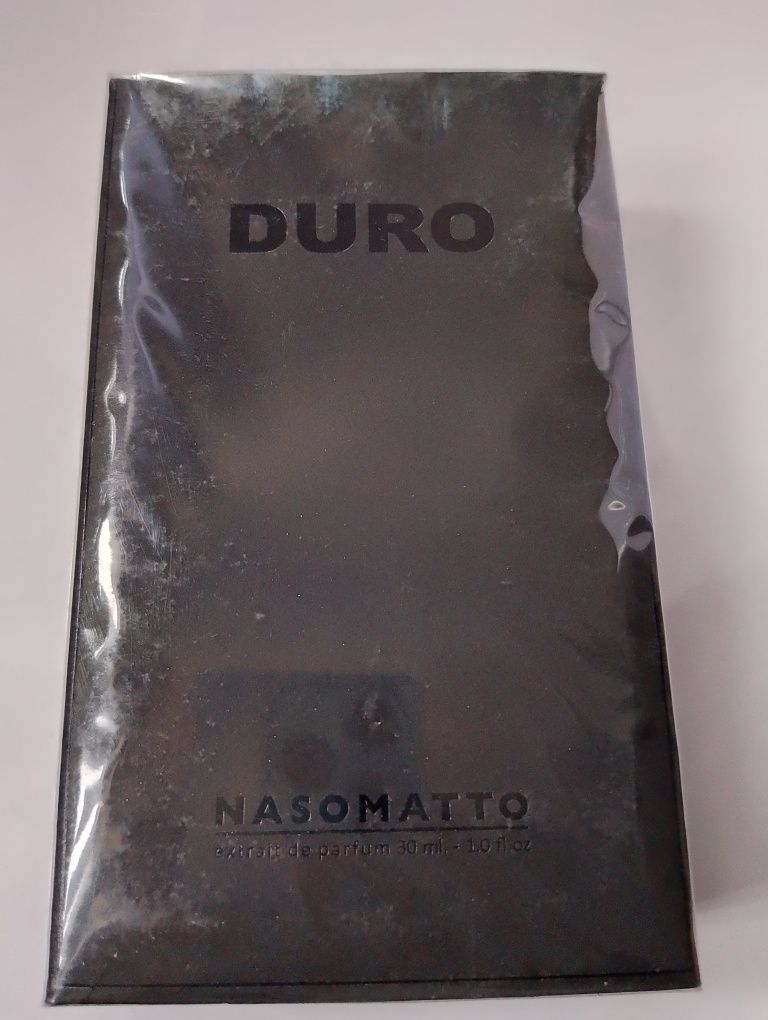 DURO
NASOMATTO
extrait de parfum 30 ml. - 1.0 fl oz